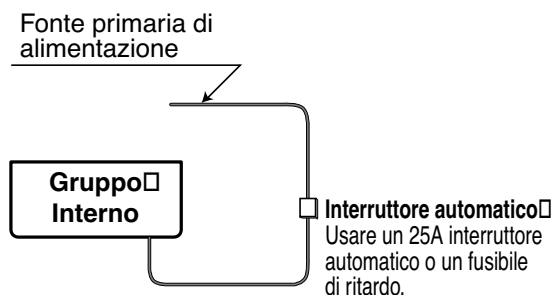 Fonte primaria di
alimentazione
Gruppo□
Interno
Interruttore automatico□
Usare un 25A interruttore
automatico o un fusibile
di ritardo.